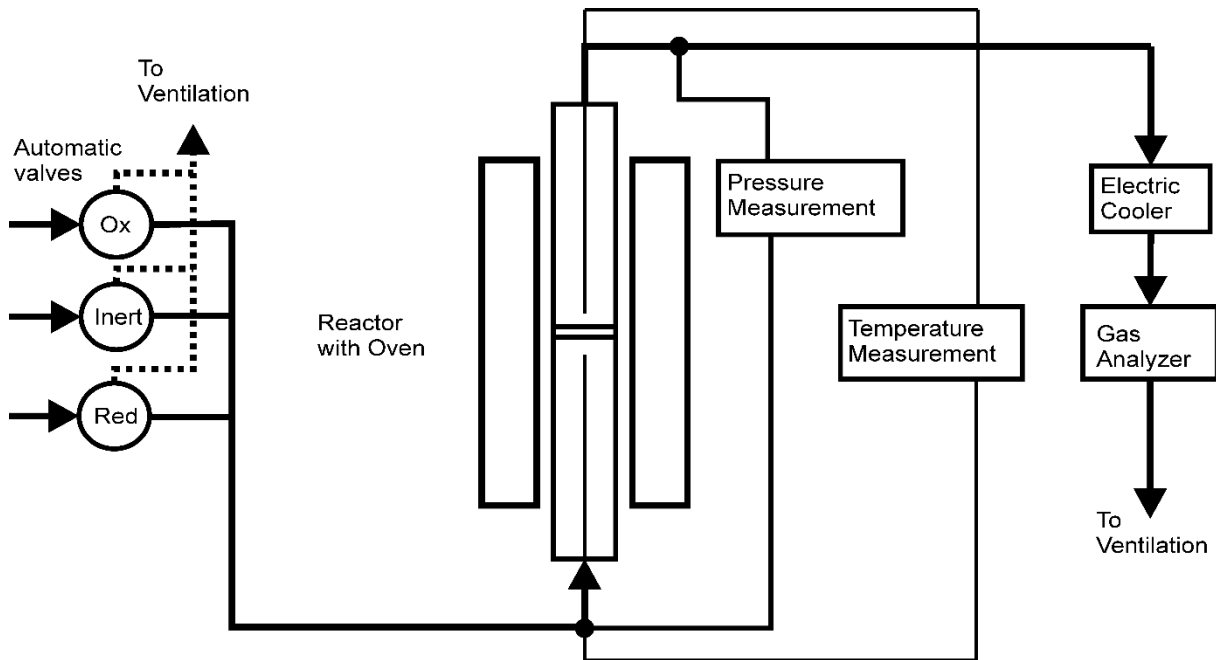 To
Ventilation
Automatic
valves
Ox
Inert
Red
Reactor
with Oven
Pressure
Measurement
Temperature
Measurement
Electric
Cooler
Gas
Analyzer
To
Ventilation